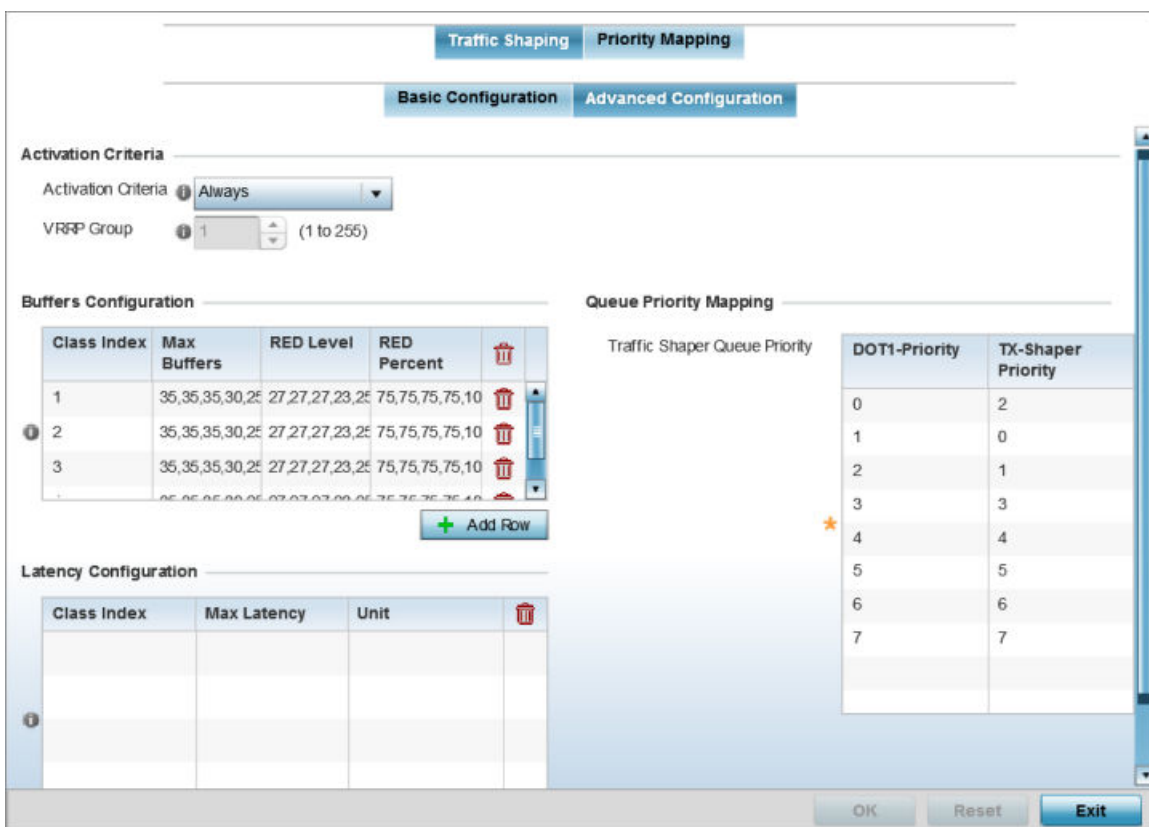 Traffic Shaping Priority Mapping
Basic Configuration Advanced Configuration
Activation Criteria
Activation Criteria Always
VRRP Group 1 (1 to 255)
Buffers Configuration
Class Index Max Buffers RED Level RED Percent
1 35,35,35,30,25 27,27,27,23,25 75,75,75,75,10
2 35,35,35,30,25 27,27,27,23,25 75,75,75,75,10
3 35,35,35,30,25 27,27,27,23,25 75,75,75,75,10
Add Row
Latency Configuration
Class Index Max Latency Unit
Queue Priority Mapping
Traffic Shaper Queue Priority
DOT1-Priority TX-Shaper Priority
0 2
1 0
2 1
3 3
4 4
5 5
6 6
7 7
OK Reset Exit